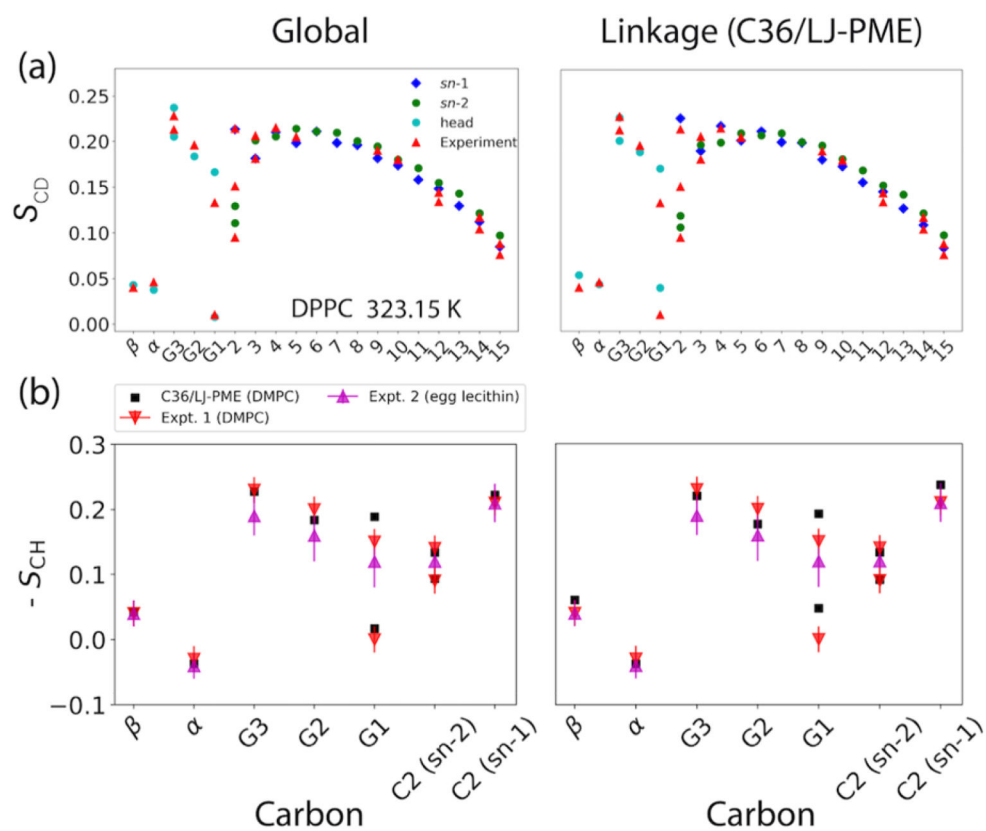 Global
Linkage (C36/LJ-PME)
(a)
S_CD
0.25
0.20
0.15
0.10
0.05
0.00
sn-1
sn-2
head
Experiment
DPPC 323.15 K
β α G3 G2 G1 2 3 4 5 6 7 8 9 10 11 12 13 14 15
β α G3 G2 G1 2 3 4 5 6 7 8 9 10 11 12 13 14 15
(b)
C36/LJ-PME (DMPC)
Expt. 1 (DMPC)
Expt. 2 (egg lecithin)
- S_CH
0.3
0.2
0.1
0.0
−0.1
β α G3 G2 G1 C2 (sn-2) C2 (sn-1)
β α G3 G2 G1 C2 (sn-2) C2 (sn-1)
Carbon
Carbon